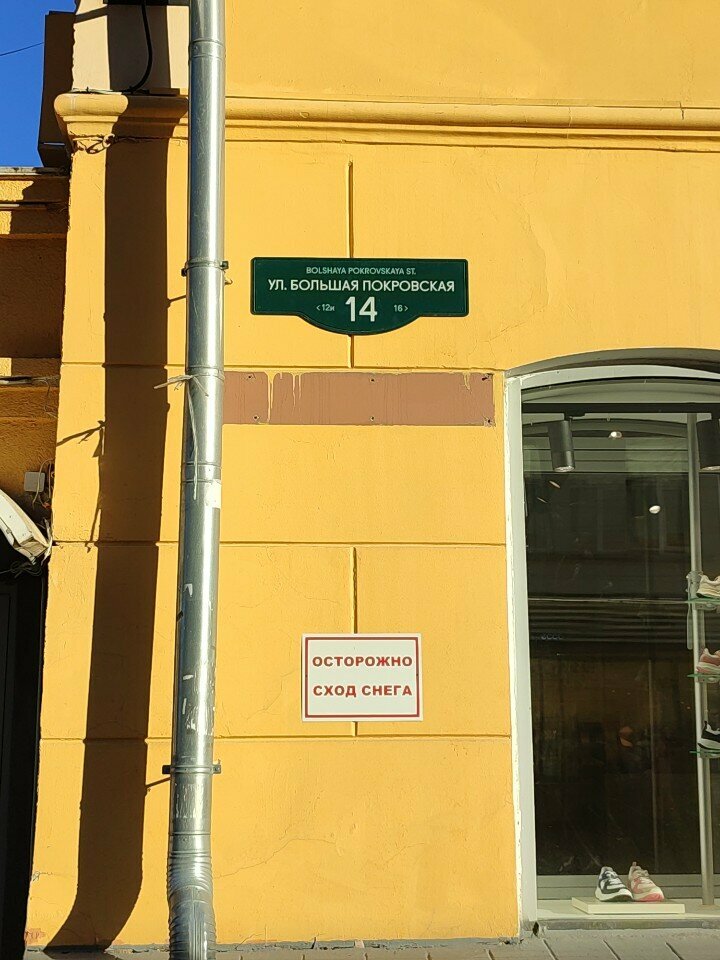 BOLSHAYA POKROVSKAYA ST.
УЛ. БОЛЬШАЯ ПОКРОВСКАЯ
<12и 14 16>
ОСТОРОЖНО
СХОД СНЕГА